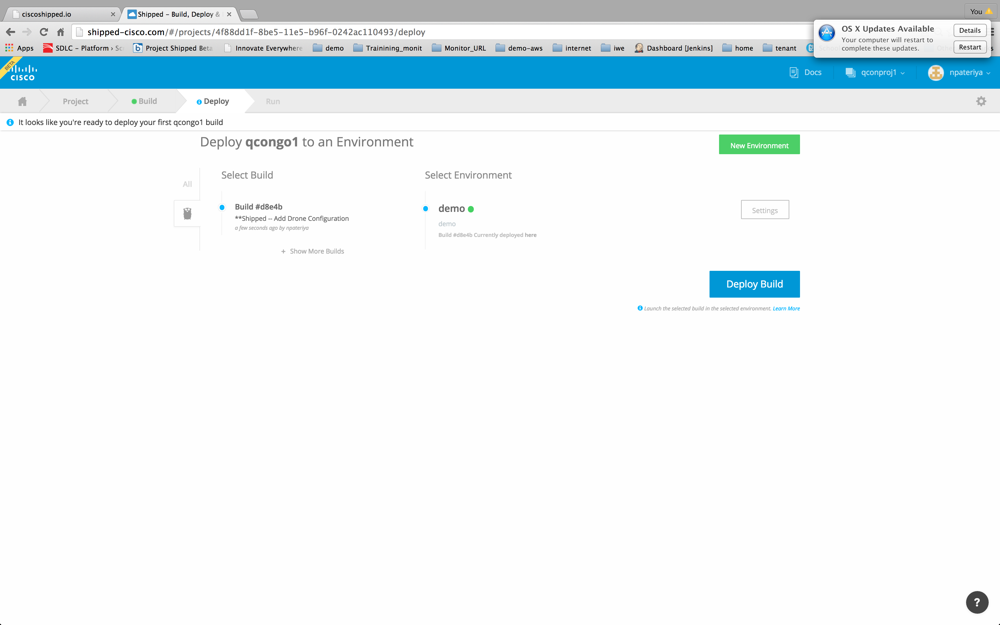 ciscoshipped.io
Shipped – Build, Deploy &
You
shipped-cisco.com/#/projects/4f88dd1f-8be5-11e5-b96f-0242ac110493/deploy
OS X Updates Available
Your computer will restart to
complete these updates.
Details
Restart
Apps
SDLC – Platform › Scr
Project Shipped Beta
Innovate Everywhere
demo
Trainining_monit
Monitor_URL
demo-aws
internet
iwe
Dashboard [Jenkins]
home
tenant
BETA
CISCO
Docs
qconproj1
npateriya
Project
Build
Deploy
Run
It looks like you're ready to deploy your first qcongo1 build
Deploy qcongo1 to an Environment
New Environment
All
Select Build
Select Environment
Build #d8e4b
**Shipped -- Add Drone Configuration
a few seconds ago by npateriya
+ Show More Builds
demo
demo
Build #d8e4b Currently deployed here
Settings
Deploy Build
Launch the selected build in the selected environment. Learn More
?